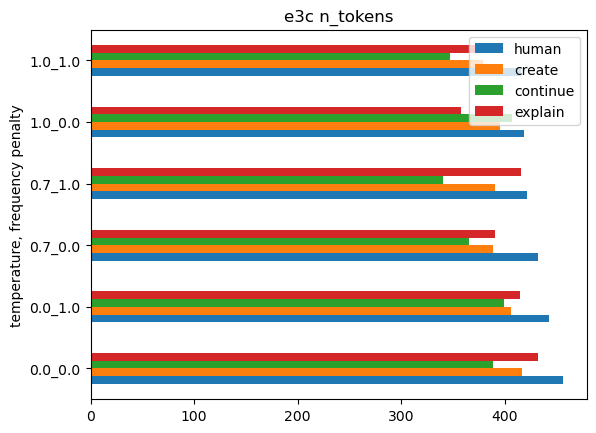 e3c n_tokens
temperature, frequency penalty
1.0_1.0
1.0_0.0
0.7_1.0
0.7_0.0
0.0_1.0
0.0_0.0
0 100 200 300 400
human
create
continue
explain